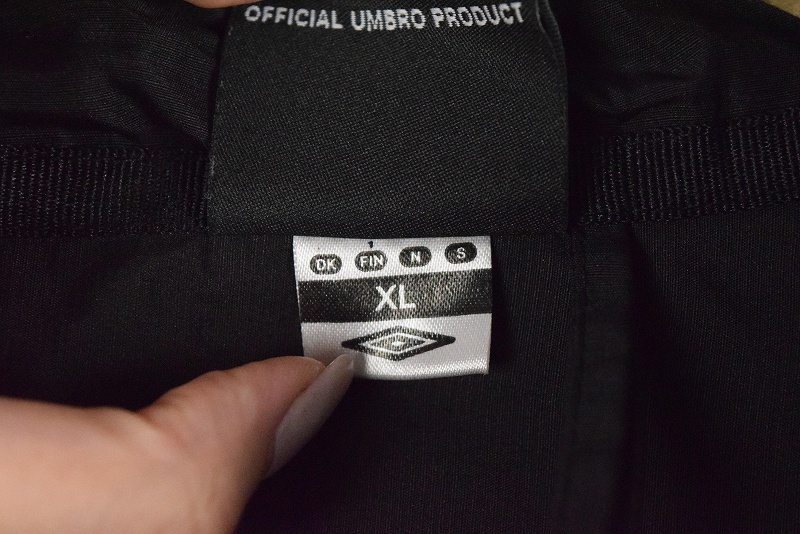 OFFICIAL UMBRO PRODUCT
DK FIN N S
XL